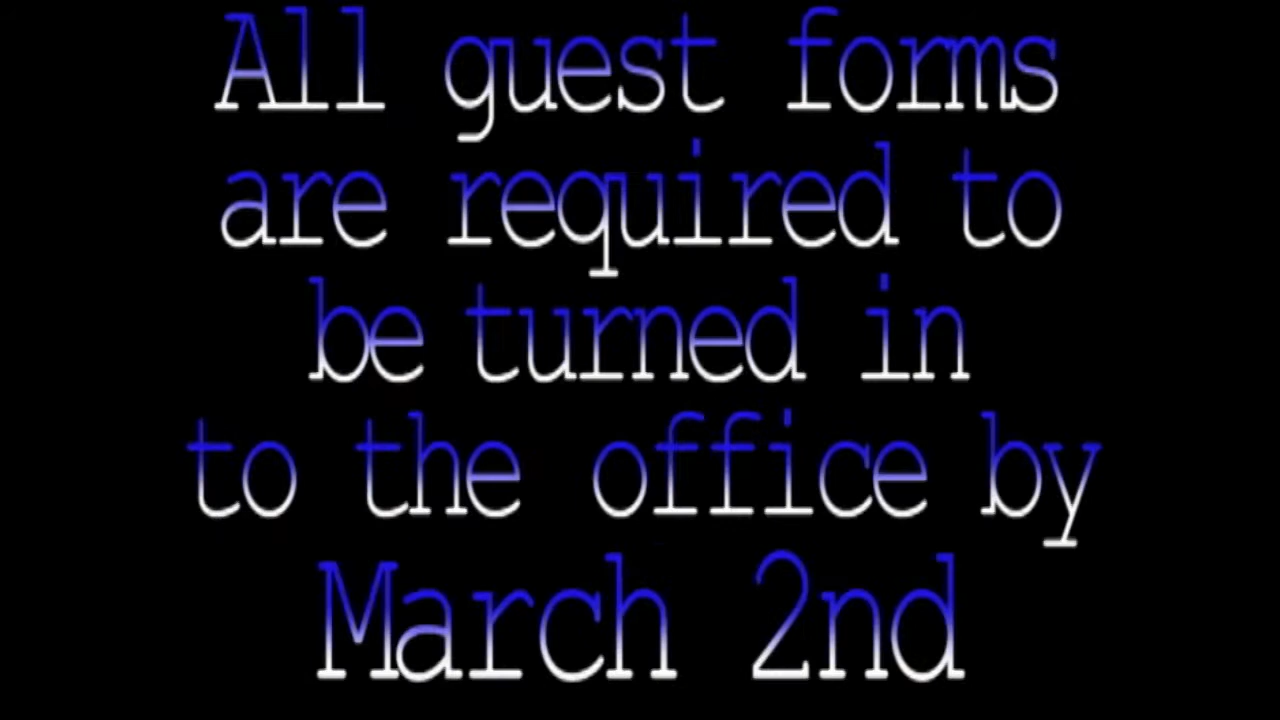 All guest forms
are required to
be turned in
to the office by
March 2nd